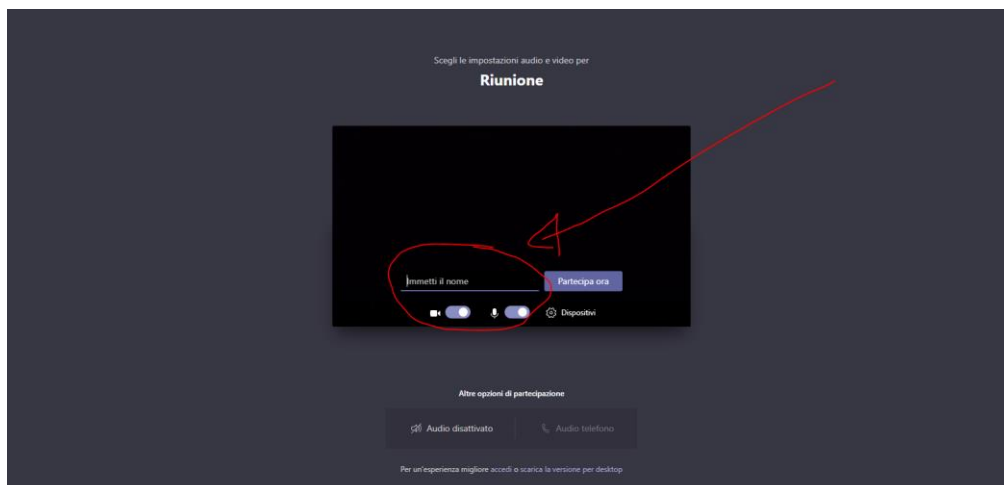 Scegli le impostazioni audio e video per
Riunione
Immetti il nome
Partecipa ora
Dispositivi
Altre opzioni di partecipazione
Audio disattivato
Audio telefono
Per un'esperienza migliore accedi o scarica la versione per desktop